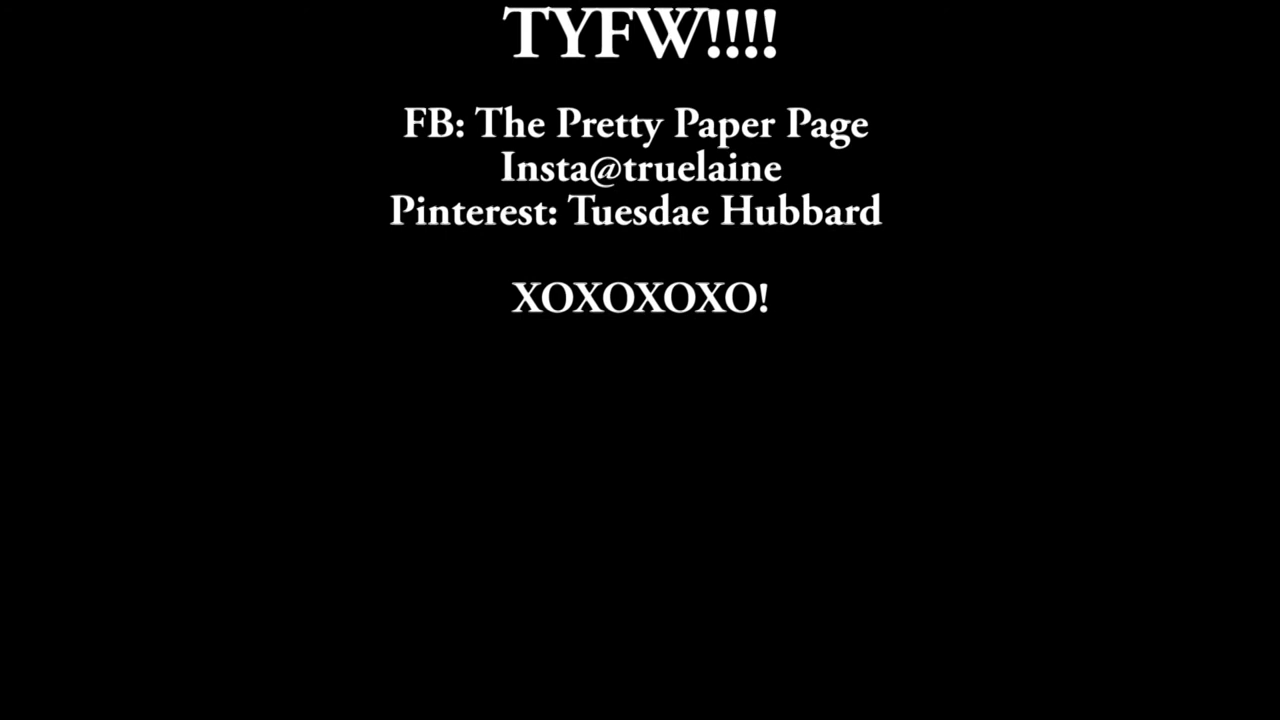 TYFW!!!!
FB: The Pretty Paper Page
Insta@truelaine
Pinterest: Tuesdae Hubbard
XOXOXOXO!